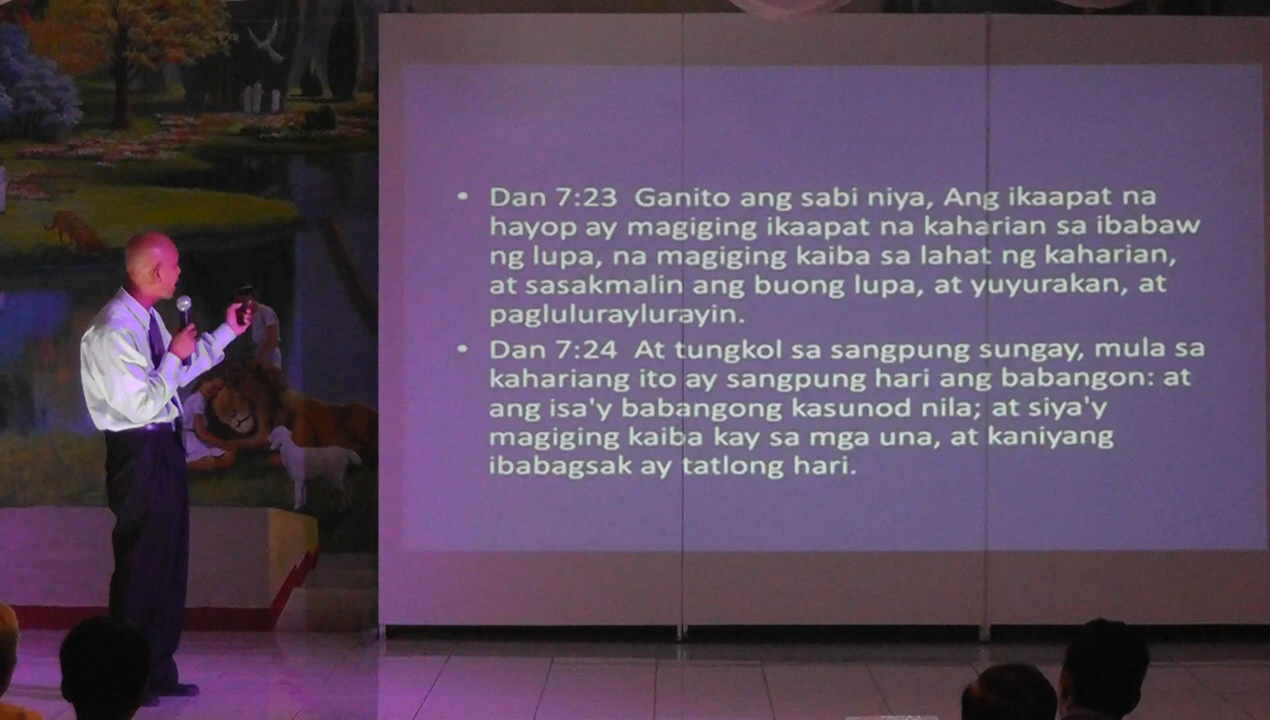 • Dan 7:23 Ganito ang sabi niya, Ang ikaapat na
hayop ay magiging ikaapat na kaharian sa ibabaw
ng lupa, na magiging kaiba sa lahat ng kaharian,
at sasakmalin ang buong lupa, at yuyurakan, at
pagluluraylurayin.
• Dan 7:24 At tungkol sa sangpung sungay, mula sa
kahariang ito ay sangpung hari ang babangon: at
ang isa'y babangong kasunod nila; at siya'y
magiging kaiba kay sa mga una, at kaniyang
ibabagsak ay tatlong hari.